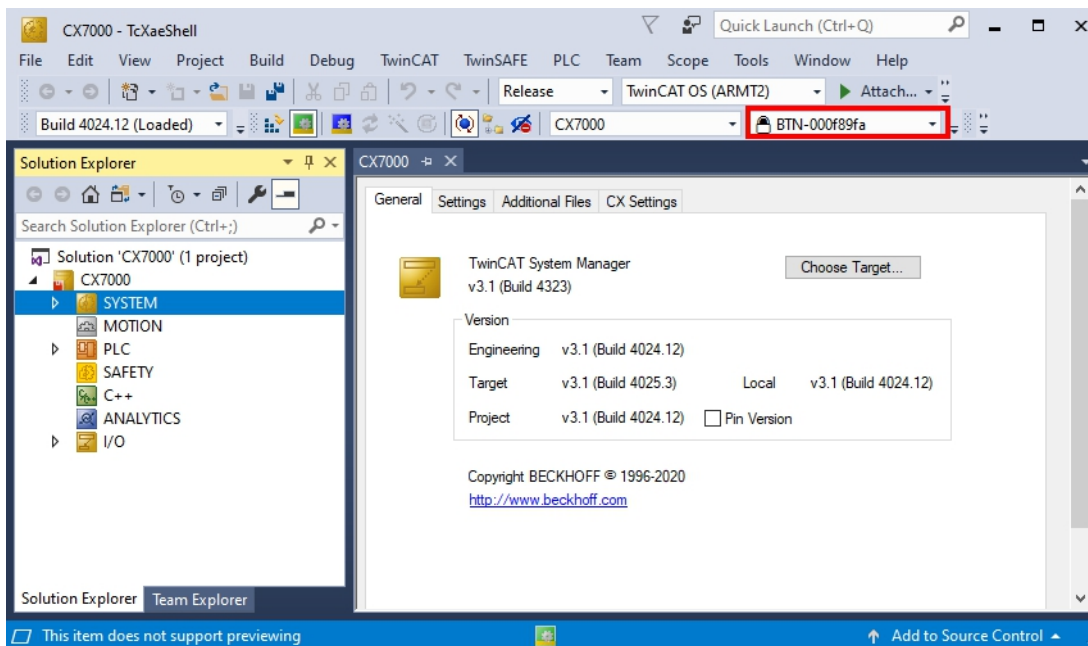 CX7000 - TcXaeShell
Quick Launch (Ctrl+Q)
File Edit View Project Build Debug TwinCAT TwinSAFE PLC Team Scope Tools Window Help
Release TwinCAT OS (ARMT2) Attach...
Build 4024.12 (Loaded) CX7000 BTN-000f89fa
Solution Explorer
Search Solution Explorer (Ctrl+;)
Solution 'CX7000' (1 project)
CX7000
SYSTEM
MOTION
PLC
SAFETY
C++
ANALYTICS
I/O
Solution Explorer Team Explorer
CX7000
General Settings Additional Files CX Settings
TwinCAT System Manager
v3.1 (Build 4323)
Choose Target...
Version
Engineering v3.1 (Build 4024.12)
Target v3.1 (Build 4025.3) Local v3.1 (Build 4024.12)
Project v3.1 (Build 4024.12) Pin Version
Copyright BECKHOFF © 1996-2020
http://www.beckhoff.com
This item does not support previewing
Add to Source Control